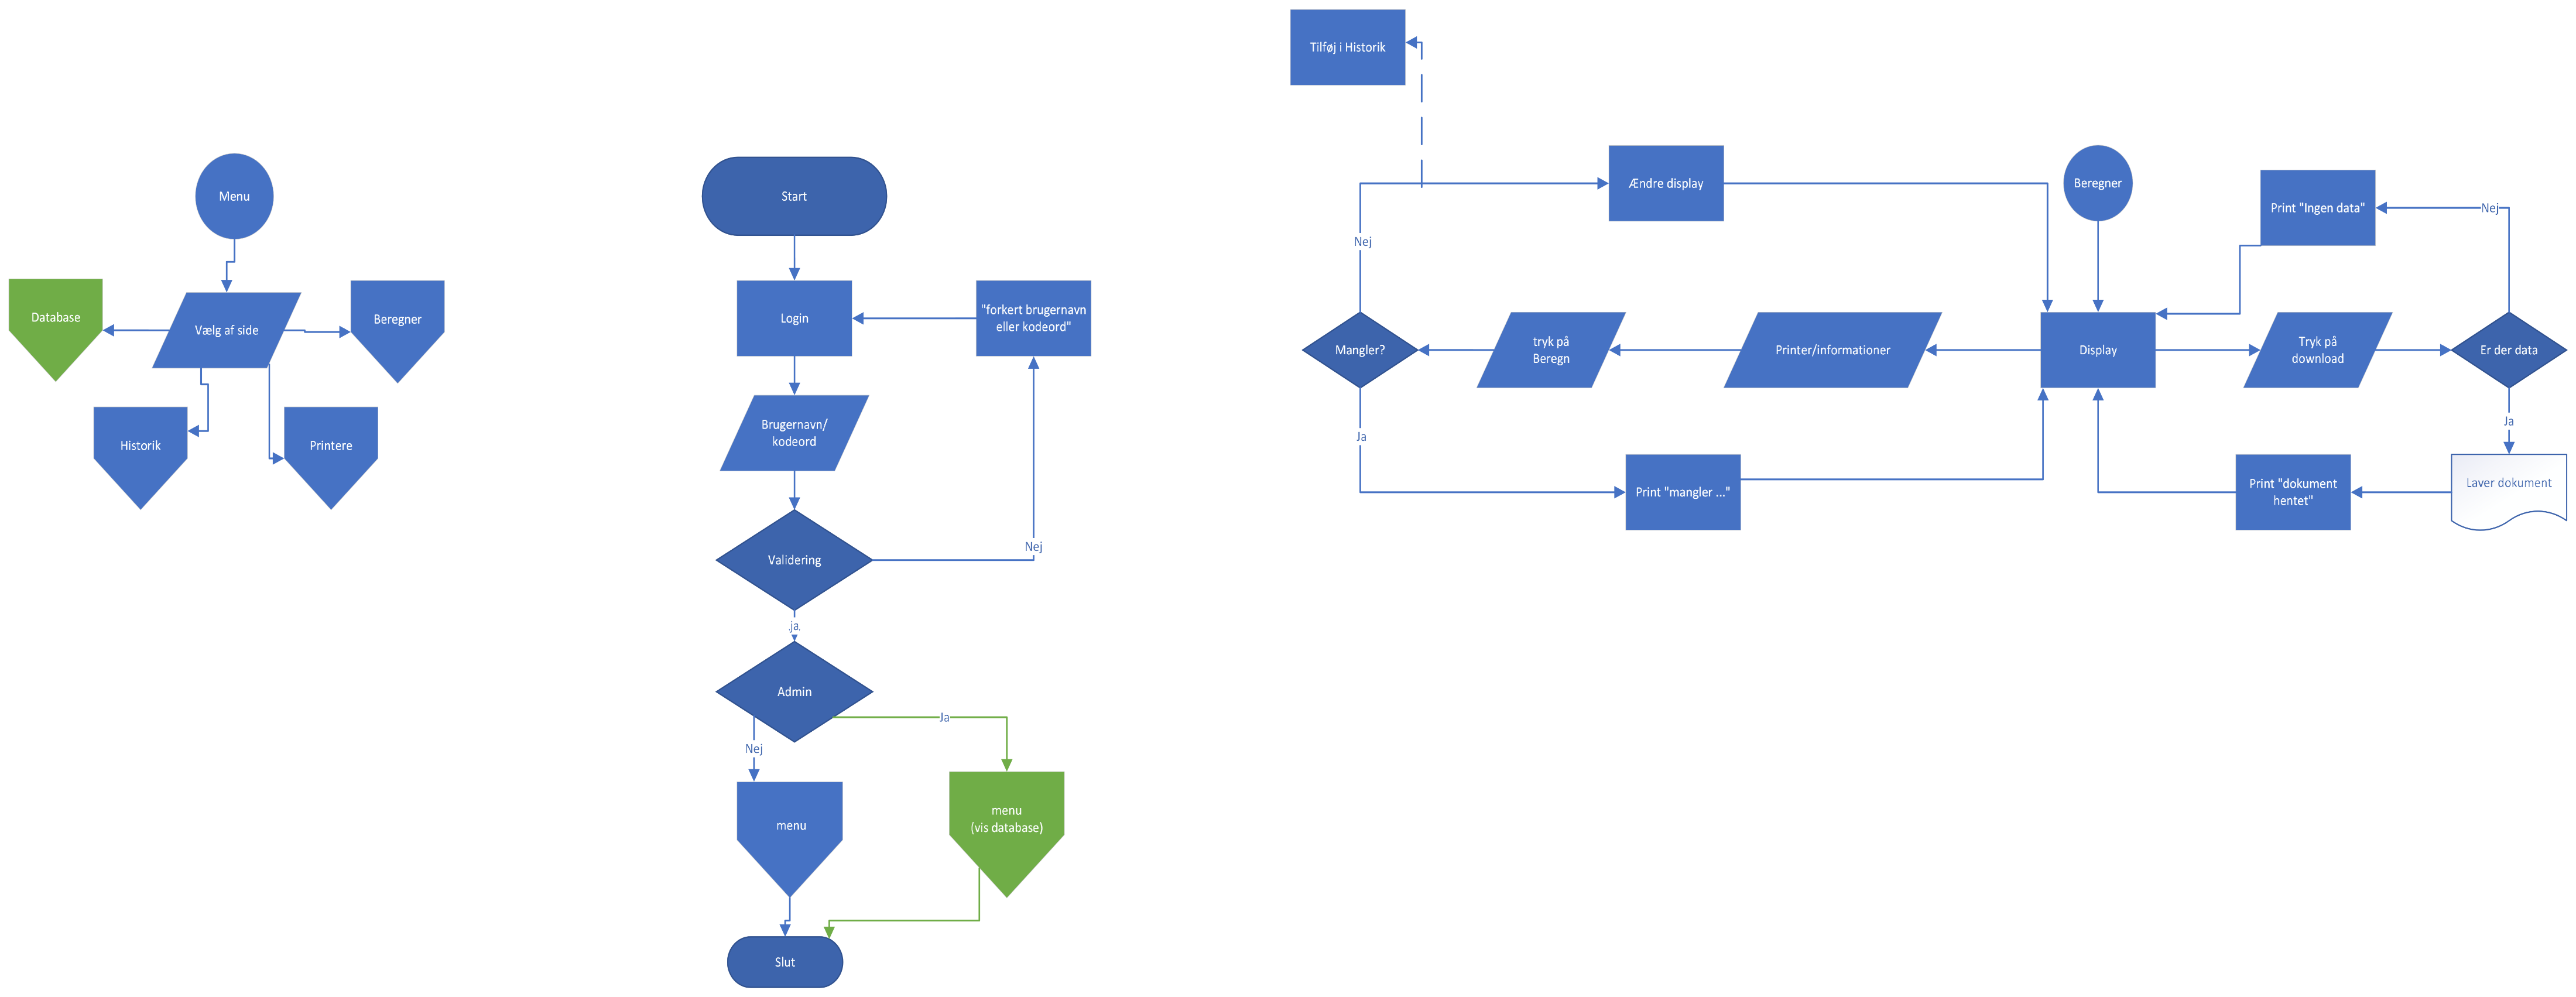 Menu
Database
Vælg af side
Beregner
Historik
Printere
Start
Login
"forkert brugernavn
eller kodeord"
Brugernavn/
kodeord
Validering
Nej
ja
Admin
Ja
Nej
menu
menu
(vis database)
Slut
Tilføj i Historik
Ændre display
Beregner
Print "Ingen data"
Nej
Nej
Mangler?
tryk på
Beregn
Printer/informationer
Display
Tryk på
download
Er der data
Ja
Ja
Print "mangler ..."
Print "dokument
hentet"
Laver dokument